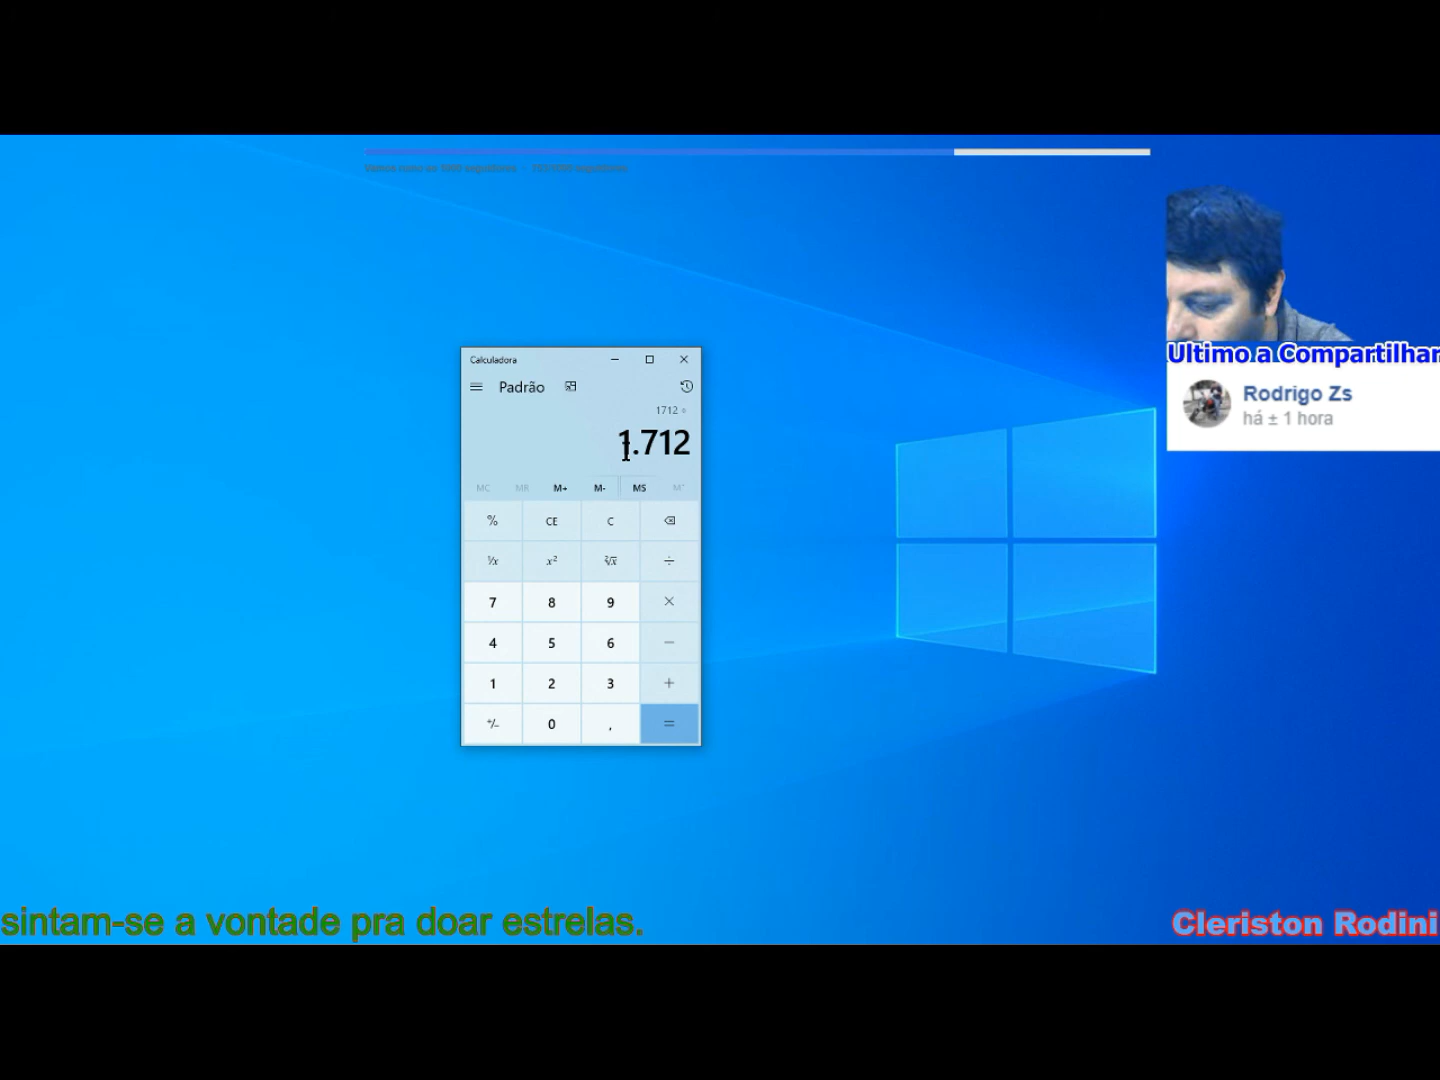 Ultimo a Compartilhar
Rodrigo Zs
há ± 1 hora
Calculadora
Padrão
1712 ÷
1.712
MC MR M+ M- MS M˅
% CE C
¹/x x² ²√x ÷
7 8 9 ×
4 5 6 −
1 2 3 +
+/− 0 , =
sintam-se a vontade pra doar estrelas.
Cleriston Rodini